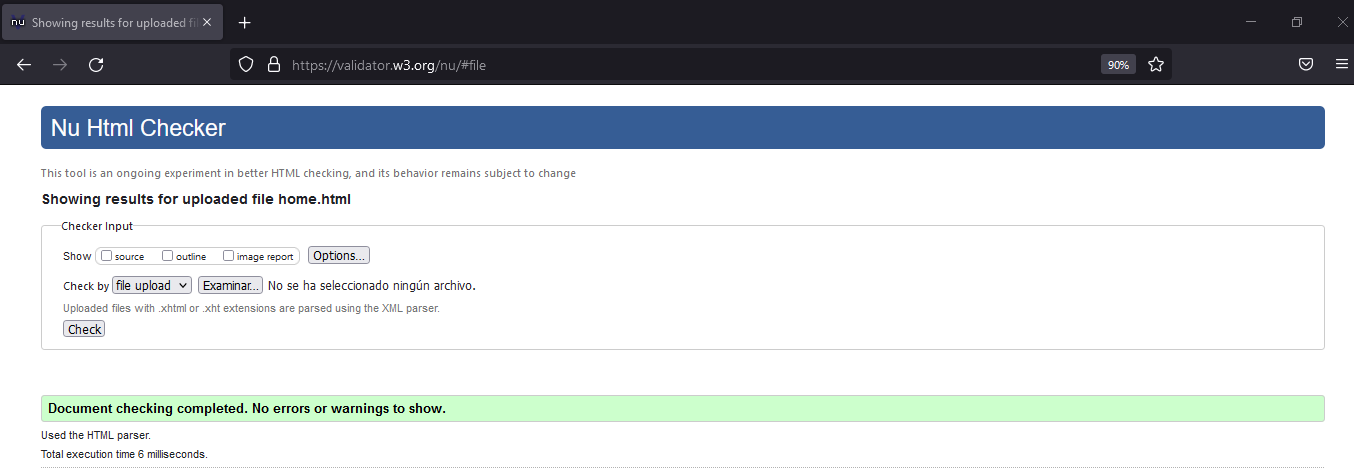 nu Showing results for uploaded fil
https://validator.w3.org/nu/#file 90%
Nu Html Checker
This tool is an ongoing experiment in better HTML checking, and its behavior remains subject to change
Showing results for uploaded file home.html
Checker Input
Show source outline image report Options...
Check by file upload Examinar... No se ha seleccionado ningún archivo.
Uploaded files with .xhtml or .xht extensions are parsed using the XML parser.
Check
Document checking completed. No errors or warnings to show.
Used the HTML parser.
Total execution time 6 milliseconds.